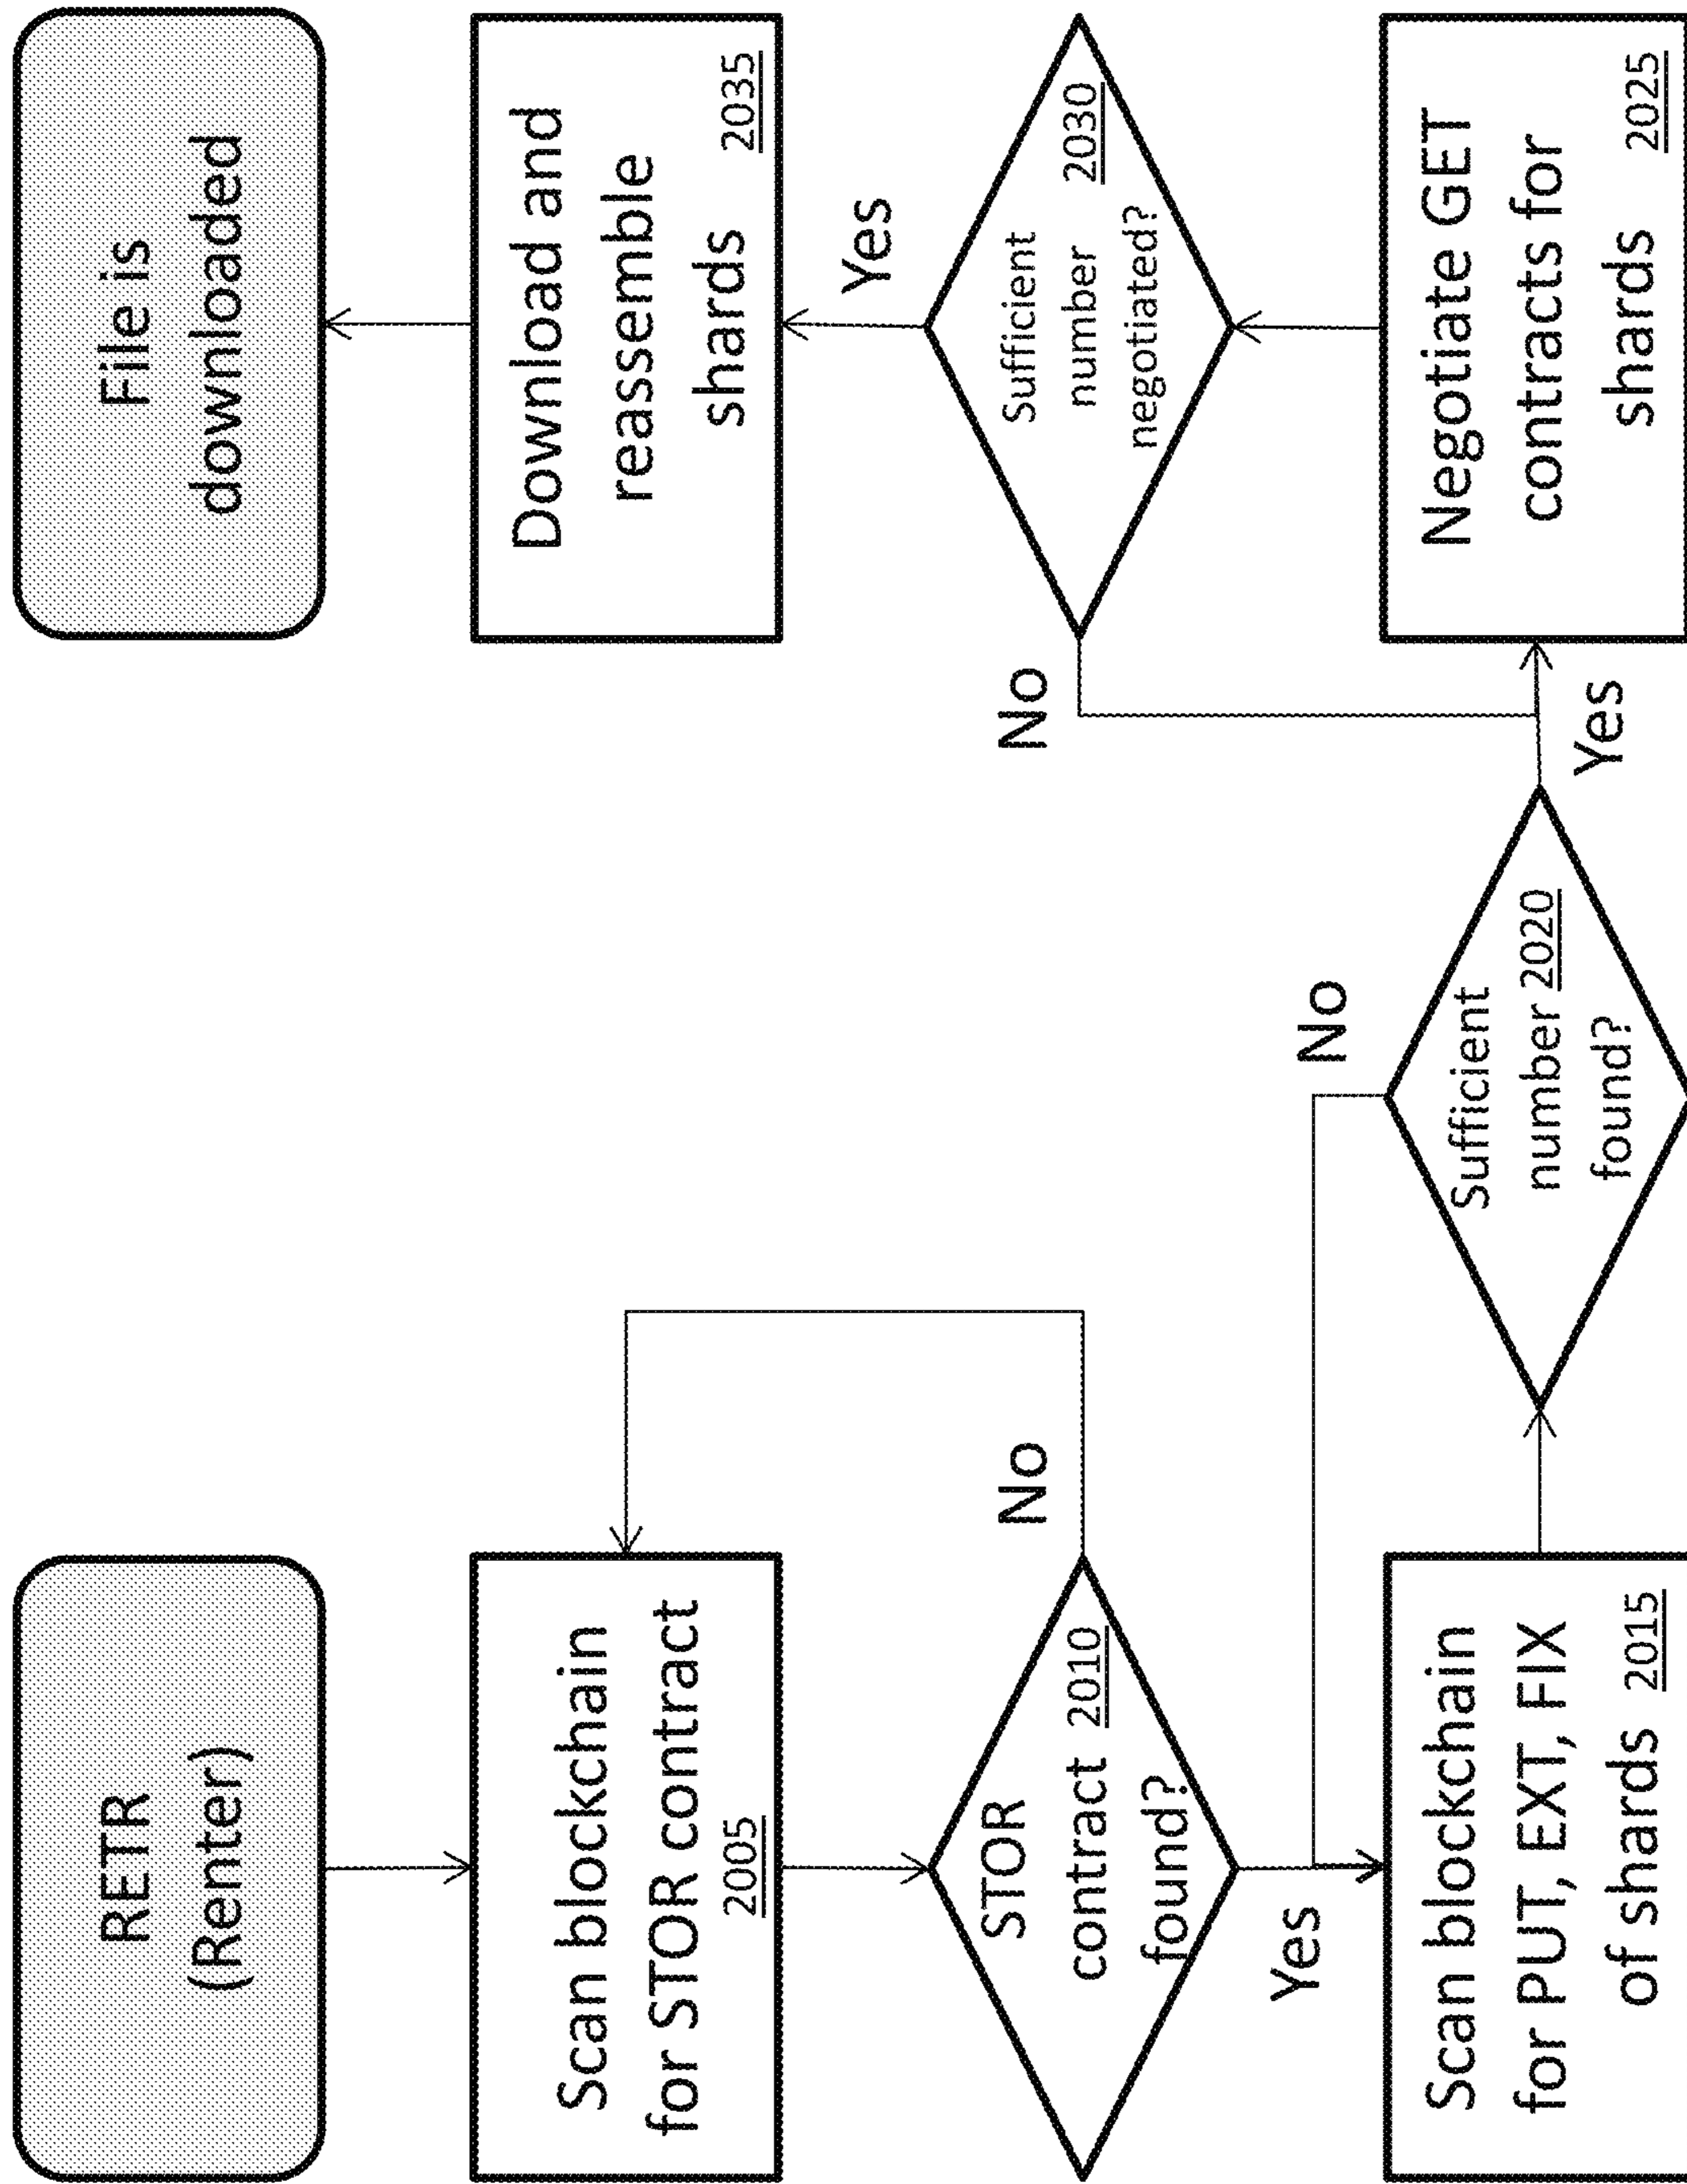 RETR
(Renter)
Scan blockchain
for STOR contract
2005
STOR
contract 2010
found?
No
Yes
Scan blockchain
for PUT, EXT, FIX
of shards 2015
Sufficient
number 2020
found?
No
Yes
Negotiate GET
contracts for
shards 2025
Sufficient
number 2030
negotiated?
No
Yes
Download and
reassemble
shards 2035
File is
downloaded